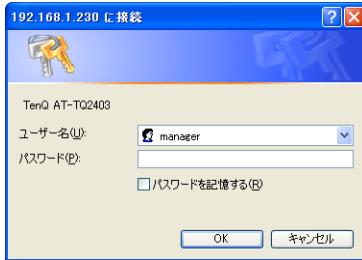 192.168.1.230 に接続
TenQ AT-TQ2403
ユーザー名(U):
manager
パスワード(P):
パスワードを記憶する(R)
OK
キャンセル